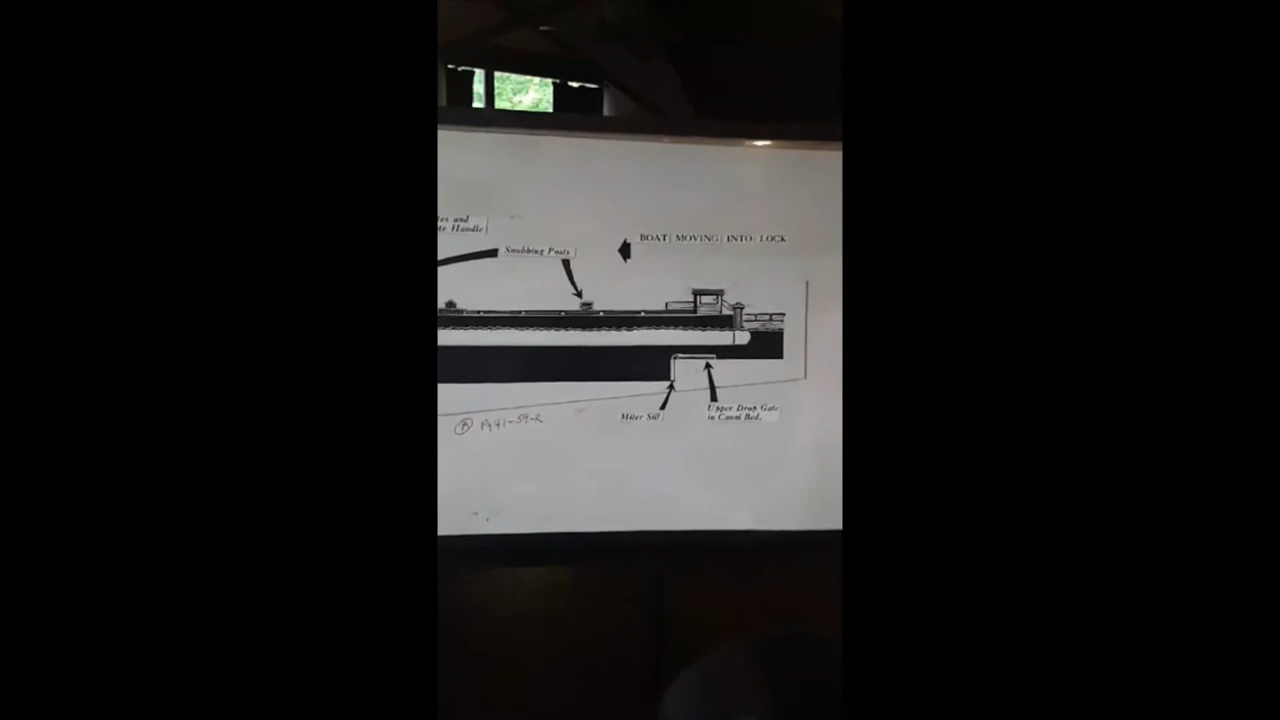 tes and
te Handle
Snubbing Posts
BOAT MOVING INTO LOCK
Miter Sill
Upper Drop Gate
in Canal Bed.